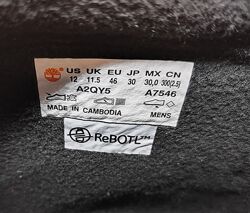 US UK EU JP MX CN
12 11.5 46 30 30,0 300(2.5)
A2QY5 A7546
MADE IN CAMBODIA MENS
ReBOTL™